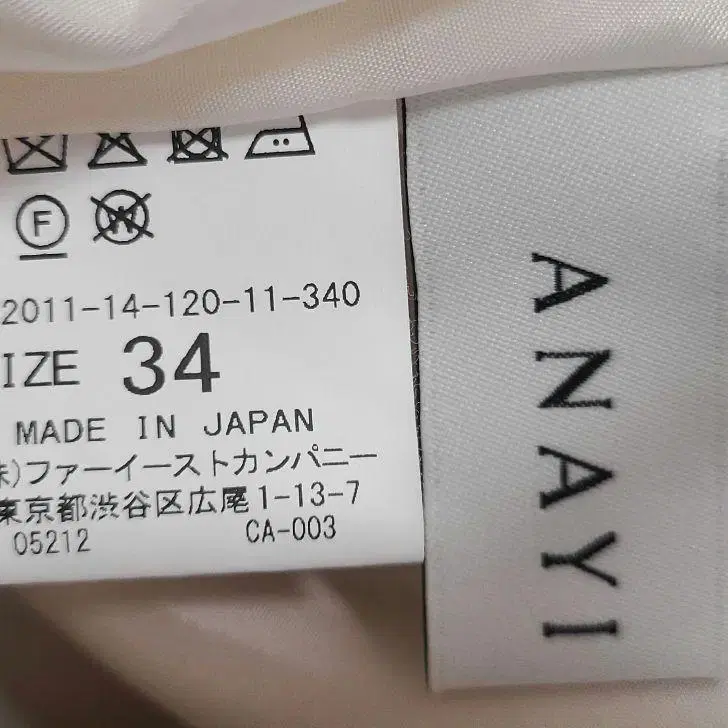 F
W
2011-14-120-11-340
IZE 34
MADE IN JAPAN
株)ファーイーストカンパニー
東京都渋谷区広尾1-13-7
05212 CA-003
ANAYI